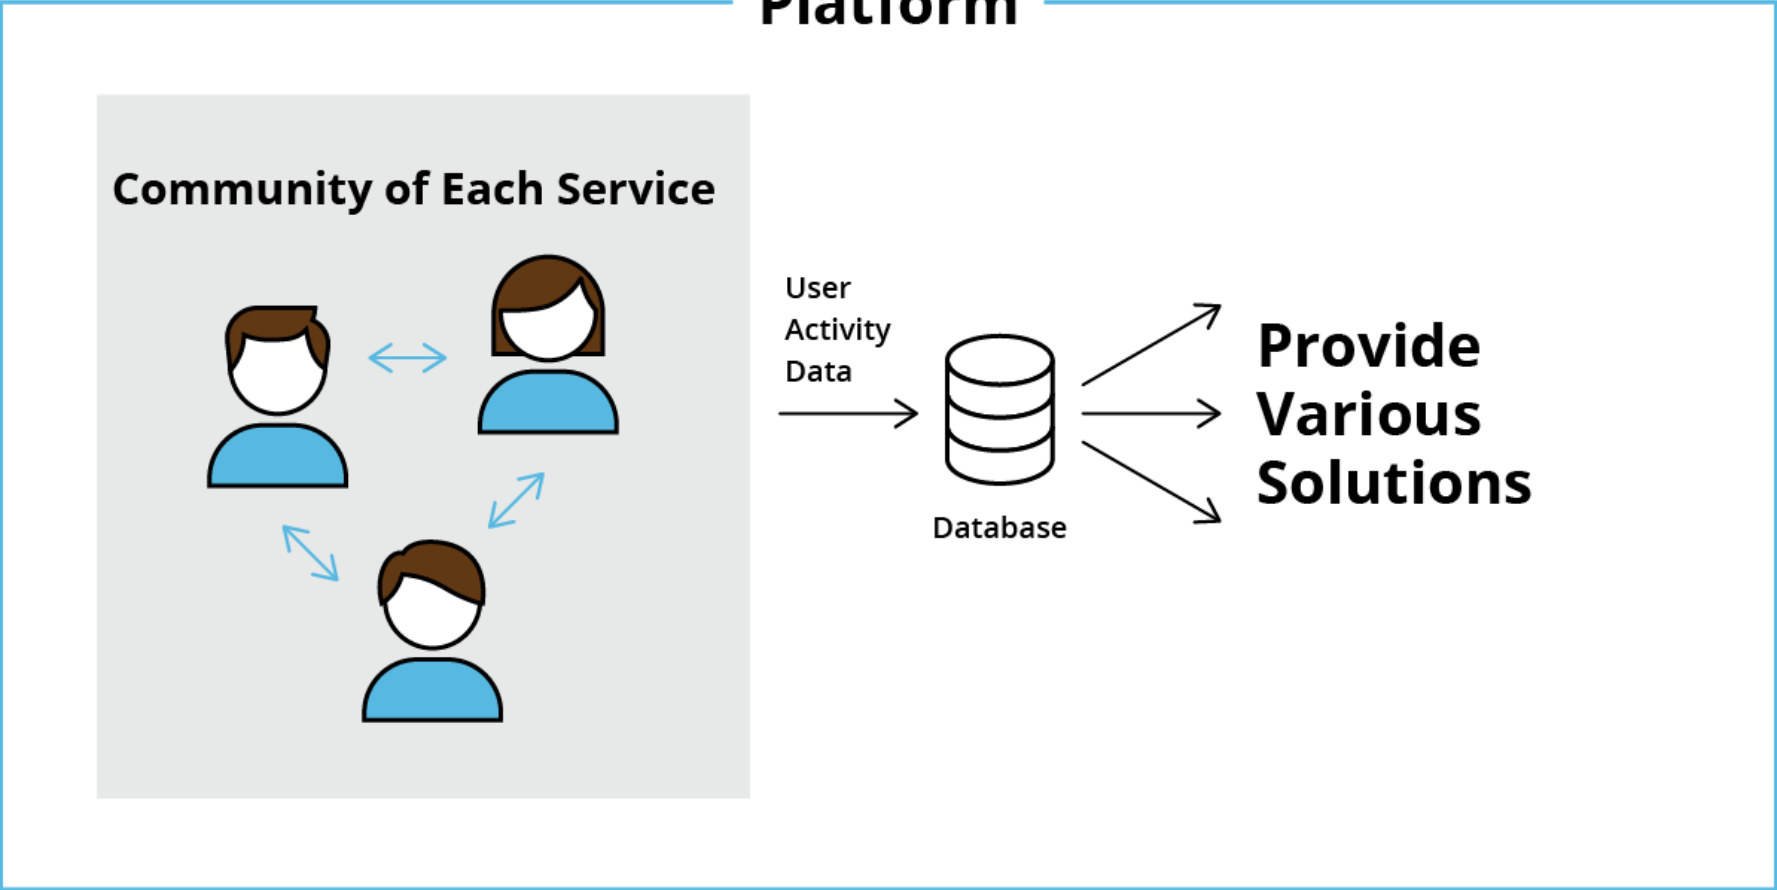 Platform
Community of Each Service
User
Activity
Data
Database
Provide
Various
Solutions